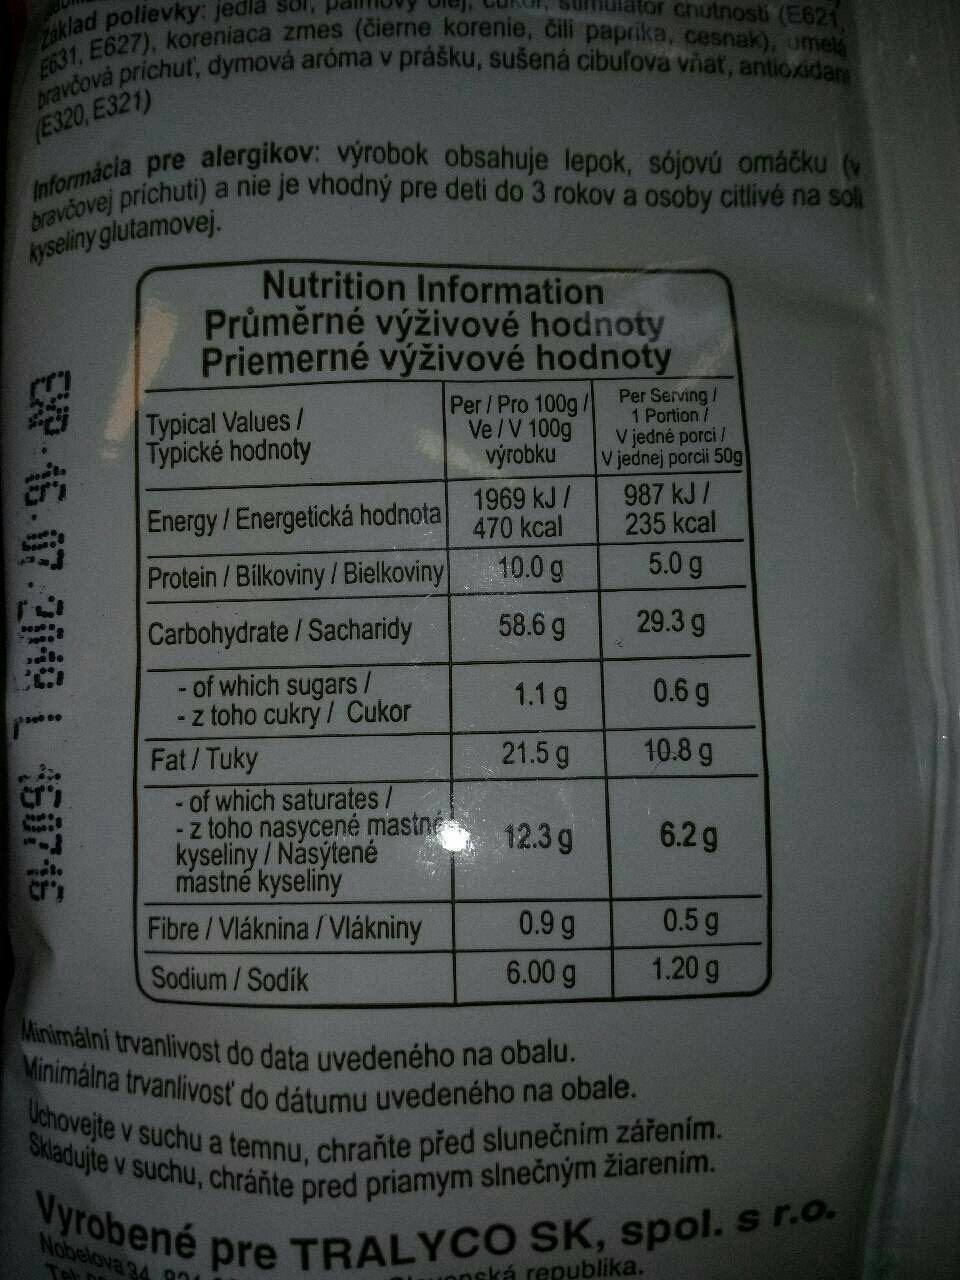 Základ polievky: jedlá soľ, palmový olej, cukor, stimulátor chutnosti (E621,
E631, E627), koreniaca zmes (čierne korenie, čili paprika, cesnak), umelá
bravčová príchuť, dymová aróma v prášku, sušená cibuľová vňať, antioxidant
(E320, E321)
Informácia pre alergikov: výrobok obsahuje lepok, sójovú omáčku (v
bravčovej príchuti) a nie je vhodný pre deti do 3 rokov a osoby citlivé na soli
kyseliny glutamovej.
Nutrition Information
Průměrné výživové hodnoty
Priemerné výživové hodnoty
Typical Values /
Typické hodnoty
Per / Pro 100g /
Ve / V 100g
výrobku
Per Serving /
1 Portion /
V jedné porci /
V jednej porcii 50g
Energy / Energetická hodnota
1969 kJ /
470 kcal
987 kJ /
235 kcal
Protein / Bílkoviny / Bielkoviny 10.0 g 5.0 g
Carbohydrate / Sacharidy 58.6 g 29.3 g
- of which sugars /
- z toho cukry / Cukor
1.1 g 0.6 g
Fat / Tuky 21.5 g 10.8 g
- of which saturates /
- z toho nasycené mastné
kyseliny / Nasýtené
mastné kyseliny
12.3 g 6.2 g
Fibre / Vláknina / Vlákniny 0.9 g 0.5 g
Sodium / Sodík 6.00 g 1.20 g
Minimální trvanlivost do data uvedeného na obalu.
Minimálna trvanlivosť do dátumu uvedeného na obale.
Uchovejte v suchu a temnu, chraňte před slunečním zářením.
Skladujte v suchu, chráňte pred priamym slnečným žiarením.
Vyrobené pre TRALYCO SK, spol. s r.o.
Nobelova 34
republika.